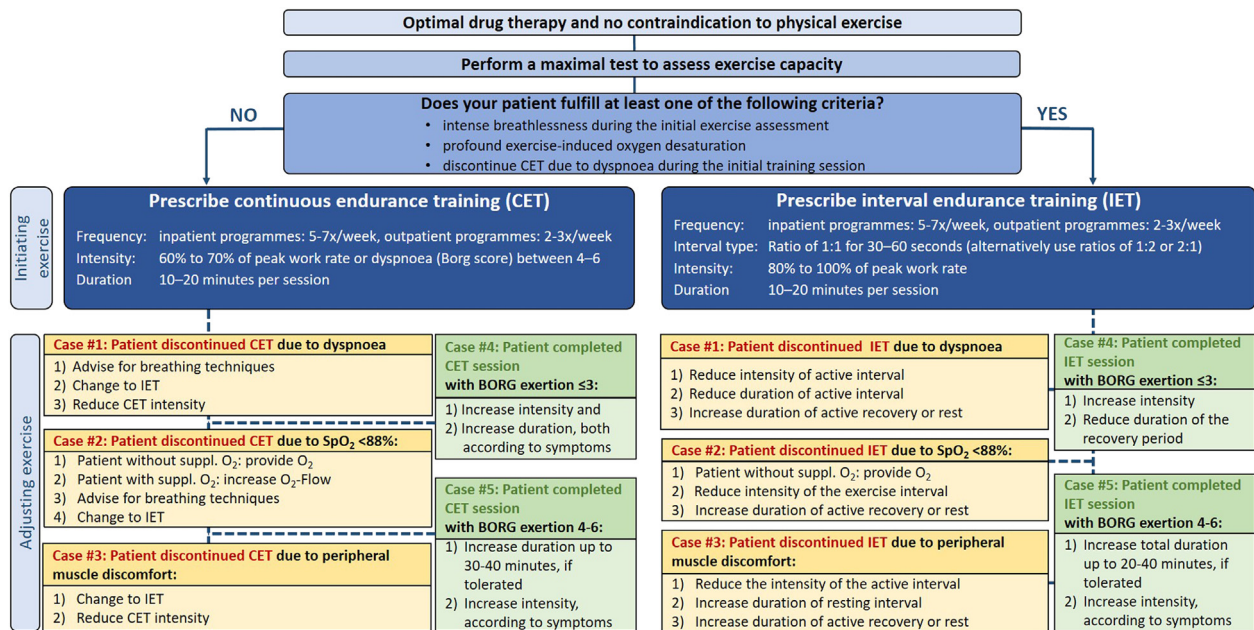 Optimal drug therapy and no contraindication to physical exercise
Perform a maximal test to assess exercise capacity
Does your patient fulfill at least one of the following criteria?
• intense breathlessness during the initial exercise assessment
• profound exercise-induced oxygen desaturation
• discontinue CET due to dyspnoea during the initial training session
NO
YES
Initiating
exercise
Prescribe continuous endurance training (CET)
Frequency: inpatient programmes: 5-7x/week, outpatient programmes: 2-3x/week
Intensity: 60% to 70% of peak work rate or dyspnoea (Borg score) between 4–6
Duration 10–20 minutes per session
Prescribe interval endurance training (IET)
Frequency: inpatient programmes: 5-7x/week, outpatient programmes: 2-3x/week
Interval type: Ratio of 1:1 for 30–60 seconds (alternatively use ratios of 1:2 or 2:1)
Intensity: 80% to 100% of peak work rate
Duration 10–20 minutes per session
Adjusting exercise
Case #1: Patient discontinued CET due to dyspnoea
1) Advise for breathing techniques
2) Change to IET
3) Reduce CET intensity
Case #2: Patient discontinued CET due to SpO₂ <88%:
1) Patient without suppl. O₂: provide O₂
2) Patient with suppl. O₂: increase O₂-Flow
3) Advise for breathing techniques
4) Change to IET
Case #3: Patient discontinued CET due to peripheral
muscle discomfort:
1) Change to IET
2) Reduce CET intensity
Case #4: Patient completed
CET session
with BORG exertion ≤3:
1) Increase intensity and
2) Increase duration, both
according to symptoms
Case #5: Patient completed
CET session
with BORG exertion 4-6:
1) Increase duration up to
30-40 minutes, if
tolerated
2) Increase intensity,
according to symptoms
Case #1: Patient discontinued IET due to dyspnoea
1) Reduce intensity of active interval
2) Reduce duration of active interval
3) Increase duration of active recovery or rest
Case #2: Patient discontinued IET due to SpO₂ <88%:
1) Patient without suppl. O₂: provide O₂
2) Reduce intensity of the exercise interval
3) Increase duration of active recovery or rest
Case #3: Patient discontinued IET due to peripheral
muscle discomfort:
1) Reduce the intensity of the active interval
2) Increase duration of resting interval
3) Increase duration of active recovery or rest
Case #4: Patient completed
IET session
with BORG exertion ≤3:
1) Increase intensity
2) Reduce duration of the
recovery period
Case #5: Patient completed
IET session
with BORG exertion 4-6:
1) Increase total duration
up to 20-40 minutes, if
tolerated
2) Increase intensity,
according to symptoms